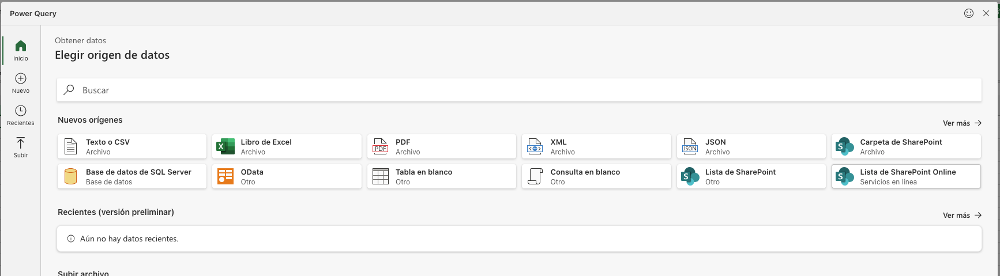 Power Query
Inicio
Nuevo
Recientes
Subir
Obtener datos
Elegir origen de datos
Buscar
Nuevos orígenes
Ver más
Texto o CSV
Archivo
Libro de Excel
Archivo
PDF
PDF
Archivo
XML
Archivo
JSON
JSON
Archivo
Carpeta de SharePoint
Archivo
Base de datos de SQL Server
Base de datos
OData
Otro
Tabla en blanco
Otro
Consulta en blanco
Otro
Lista de SharePoint
Otro
Lista de SharePoint Online
Servicios en línea
Recientes (versión preliminar)
Ver más
Aún no hay datos recientes.
Subir archivo